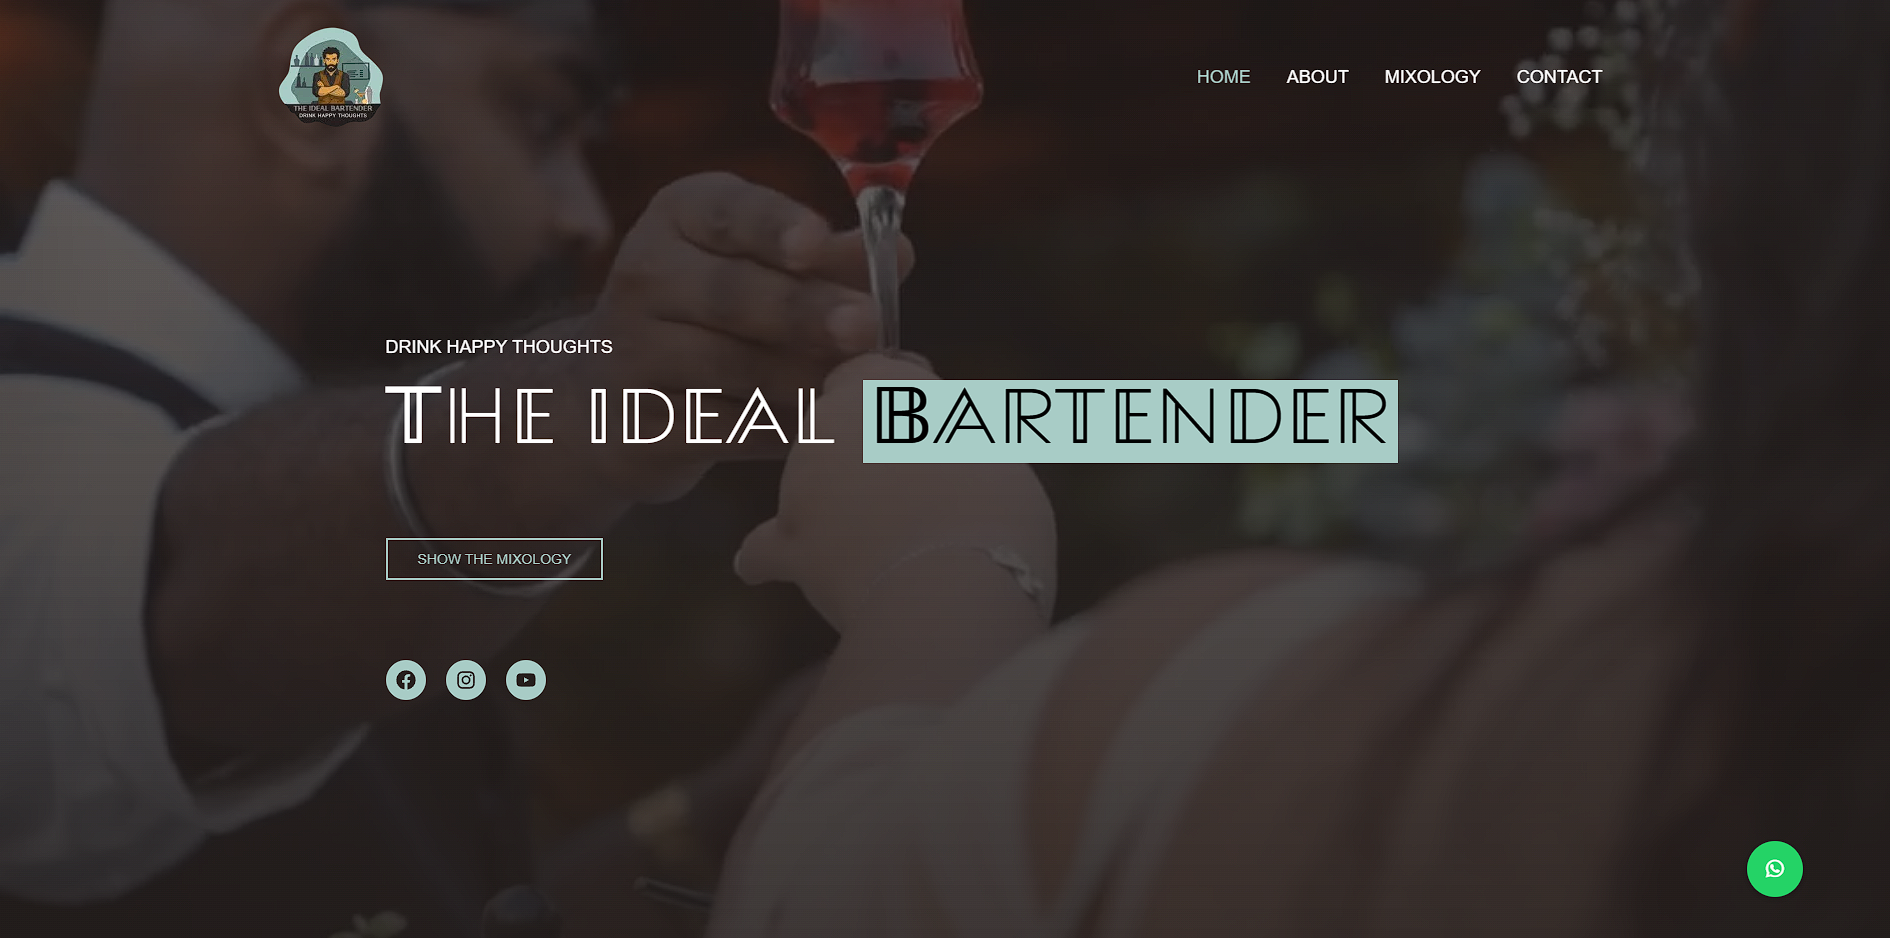 THE IDEAL BARTENDER
DRINK HAPPY THOUGHTS
HOME ABOUT MIXOLOGY CONTACT
DRINK HAPPY THOUGHTS
THE IDEAL BARTENDER
SHOW THE MIXOLOGY